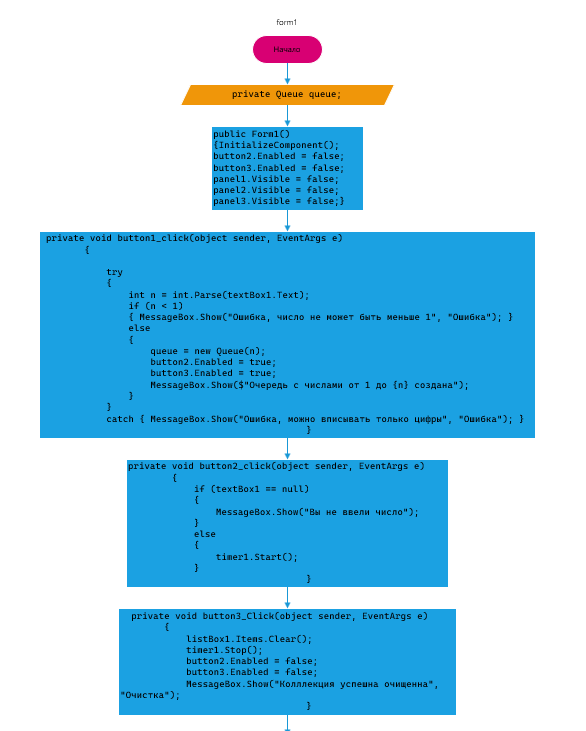 form1
Начало
private Queue queue;
public Form1()
{InitializeComponent();
button2.Enabled = false;
button3.Enabled = false;
panel1.Visible = false;
panel2.Visible = false;
panel3.Visible = false;}
private void button1_click(object sender, EventArgs e)
{
try
{
int n = int.Parse(textBox1.Text);
if (n < 1)
{ MessageBox.Show("Ошибка, число не может быть меньше 1", "Ошибка"); }
else
{
queue = new Queue(n);
button2.Enabled = true;
button3.Enabled = true;
MessageBox.Show($"Очередь с числами от 1 до {n} создана");
}
}
catch { MessageBox.Show("Ошибка, можно вписывать только цифры", "Ошибка"); }
}
private void button2_click(object sender, EventArgs e)
{
if (textBox1 == null)
{
MessageBox.Show("Вы не ввели число");
}
else
{
timer1.Start();
}
}
private void button3_Click(object sender, EventArgs e)
{
listBox1.Items.Clear();
timer1.Stop();
button2.Enabled = false;
button3.Enabled = false;
MessageBox.Show("Колллекция успешна очищенна",
"Очистка");
}